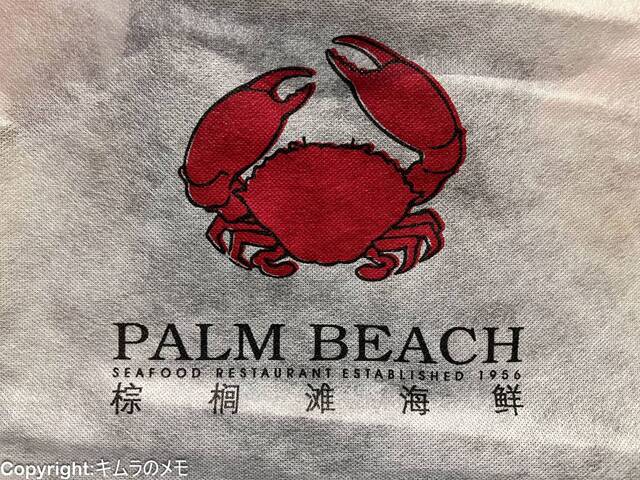 PALM BEACH
SEAFOOD RESTAURANT ESTABLISHED 1956
棕榈滩海鲜
Copyright:キムラのメモ